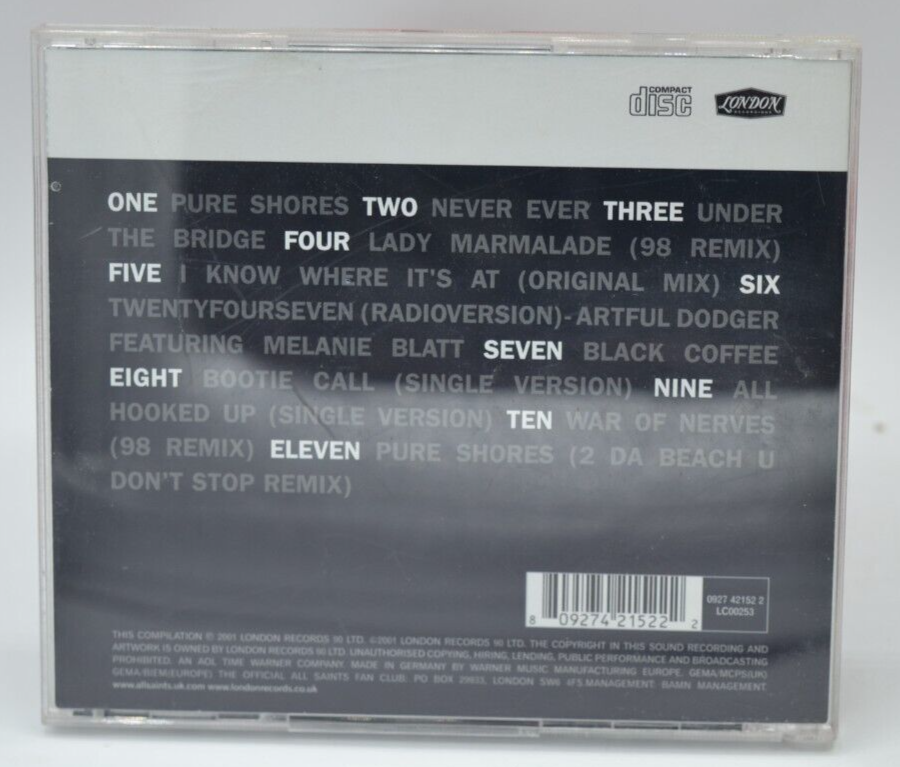 COMPACT
disc
LONDON
RECORDINGS
ONE PURE SHORES TWO NEVER EVER THREE UNDER
THE BRIDGE FOUR LADY MARMALADE (98 REMIX)
FIVE I KNOW WHERE IT'S AT (ORIGINAL MIX) SIX
TWENTYFOURSEVEN (RADIOVERSION)- ARTFUL DODGER
FEATURING MELANIE BLATT SEVEN BLACK COFFEE
EIGHT BOOTIE CALL (SINGLE VERSION) NINE ALL
HOOKED UP (SINGLE VERSION) TEN WAR OF NERVES
(98 REMIX) ELEVEN PURE SHORES (2 DA BEACH U
DON'T STOP REMIX)
8 09274 21522 2
0927 42152 2
LC00253
THIS COMPILATION ℗ 2001 LONDON RECORDS 90 LTD. ©2001 LONDON RECORDS 90 LTD. THE COPYRIGHT IN THIS SOUND RECORDING AND
ARTWORK IS OWNED BY LONDON RECORDS 90 LTD. UNAUTHORISED COPYING, HIRING, LENDING, PUBLIC PERFORMANCE AND BROADCASTING
PROHIBITED. AN AOL TIME WARNER COMPANY. MADE IN GERMANY BY WARNER MUSIC MANUFACTURING EUROPE. GEMA/MCPS(UK)
GEMA/BIEM(EUROPE) THE OFFICIAL ALL SAINTS FAN CLUB. PO BOX LONDON SW6 4FS.MANAGEMENT: BAMN MANAGEMENT.
www.allsaints.uk.com www.londonrecords.co.uk